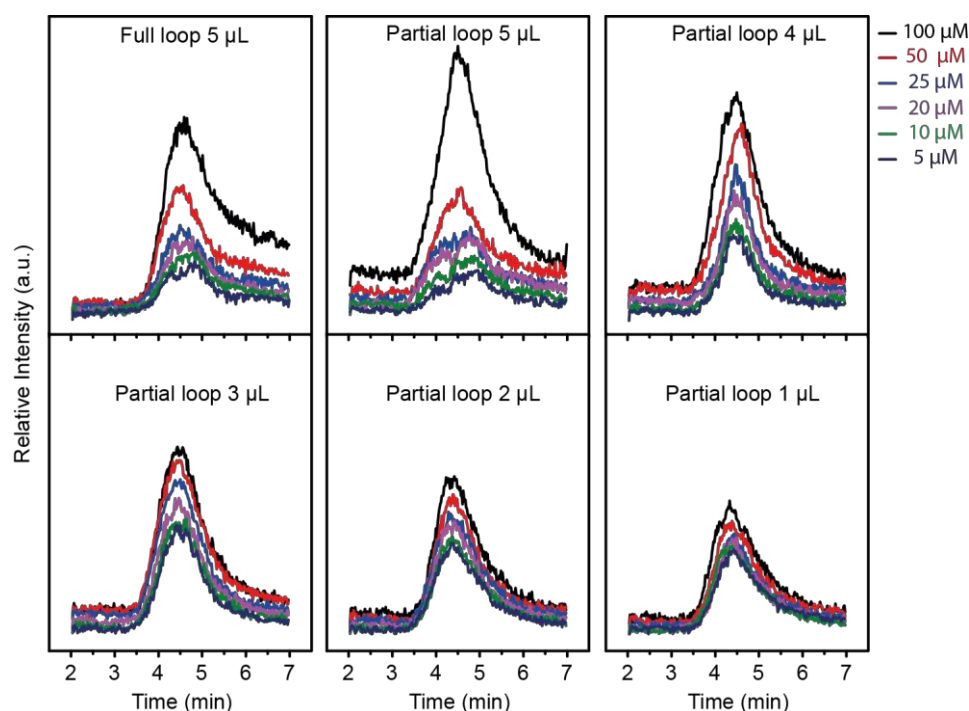 Full loop 5 µL
Partial loop 5 µL
Partial loop 4 µL
100 µM
50 µM
25 µM
20 µM
10 µM
5 µM
Relative Intensity (a.u.)
Partial loop 3 µL
Partial loop 2 µL
Partial loop 1 µL
2 3 4 5 6 7
2 3 4 5 6 7
2 3 4 5 6 7
Time (min)
Time (min)
Time (min)